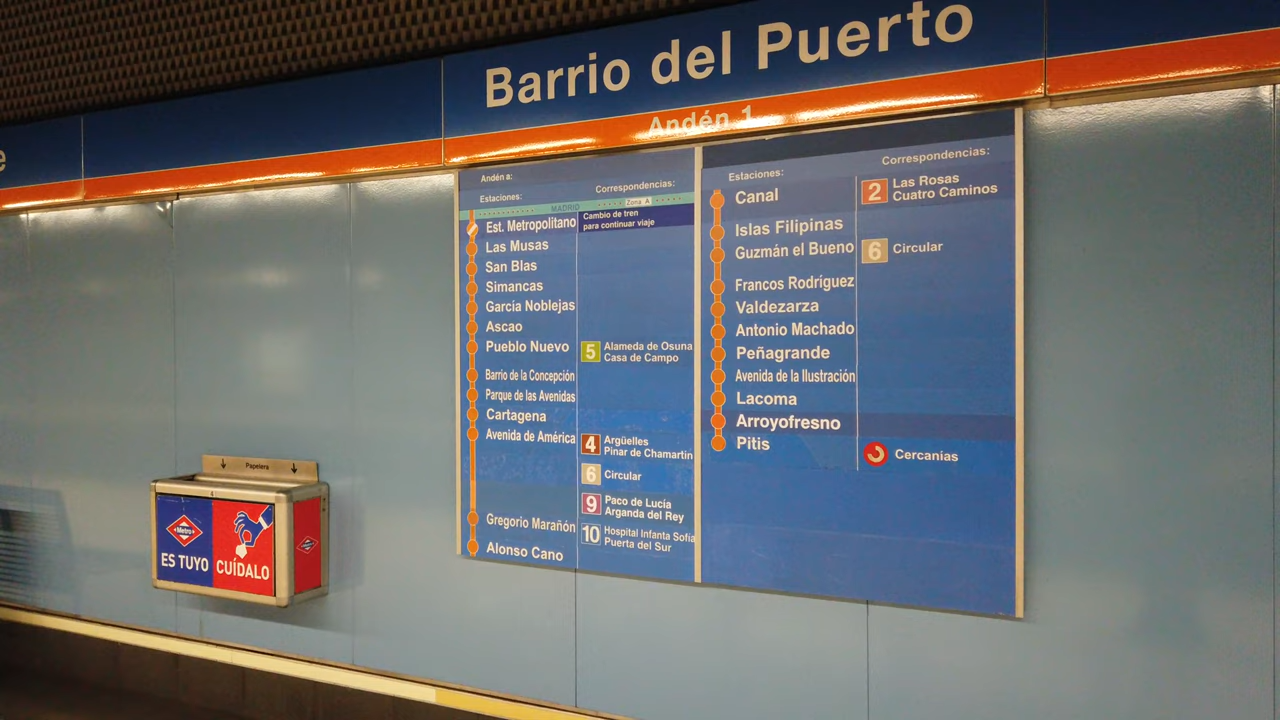 e
Barrio del Puerto
Andén 1
Andén a:
Estaciones:
Correspondencias:
MADRID
Zona A
Est. Metropolitano
Cambio de tren
para continuar viaje
Las Musas
San Blas
Simancas
García Noblejas
Ascao
Pueblo Nuevo
5 Alameda de Osuna
Casa de Campo
Barrio de la Concepción
Parque de las Avenidas
Cartagena
Avenida de América
4 Argüelles
Pinar de Chamartin
6 Circular
9 Paco de Lucía
Arganda del Rey
Gregorio Marañón
10 Hospital Infanta Sofía
Puerta del Sur
Alonso Cano
Estaciones:
Correspondencias:
Canal
2 Las Rosas
Cuatro Caminos
Islas Filipinas
Guzmán el Bueno
6 Circular
Francos Rodríguez
Valdezarza
Antonio Machado
Peñagrande
Avenida de la Ilustración
Lacoma
Arroyofresno
Pitis
Cercanias
Papelera
Metro
ES TUYO
CUÍDALO